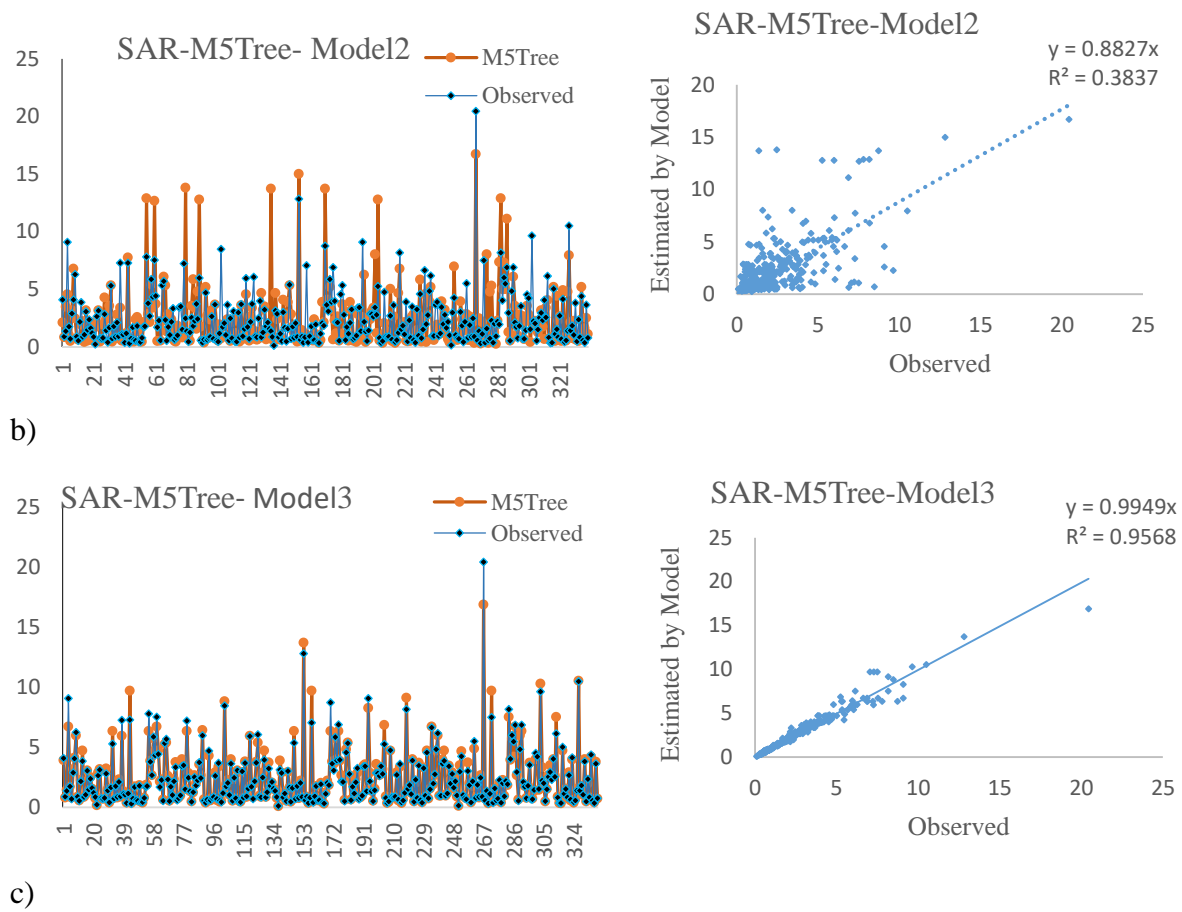 SAR-M5Tree- Model2
M5Tree
Observed
25
20
15
10
5
0
1 21 41 61 81 101 121 141 161 181 201 221 241 261 281 301 321
SAR-M5Tree-Model2
y = 0.8827x
R² = 0.3837
Estimated by Model
20
15
10
5
0
0 5 10 15 20 25
Observed
b)
SAR-M5Tree- Model3
M5Tree
Observed
25
20
15
10
5
0
1 20 39 58 77 96 115 134 153 172 191 210 229 248 267 286 305 324
SAR-M5Tree-Model3
y = 0.9949x
R² = 0.9568
Estimated by Model
25
20
15
10
5
0
0 5 10 15 20 25
Observed
c)